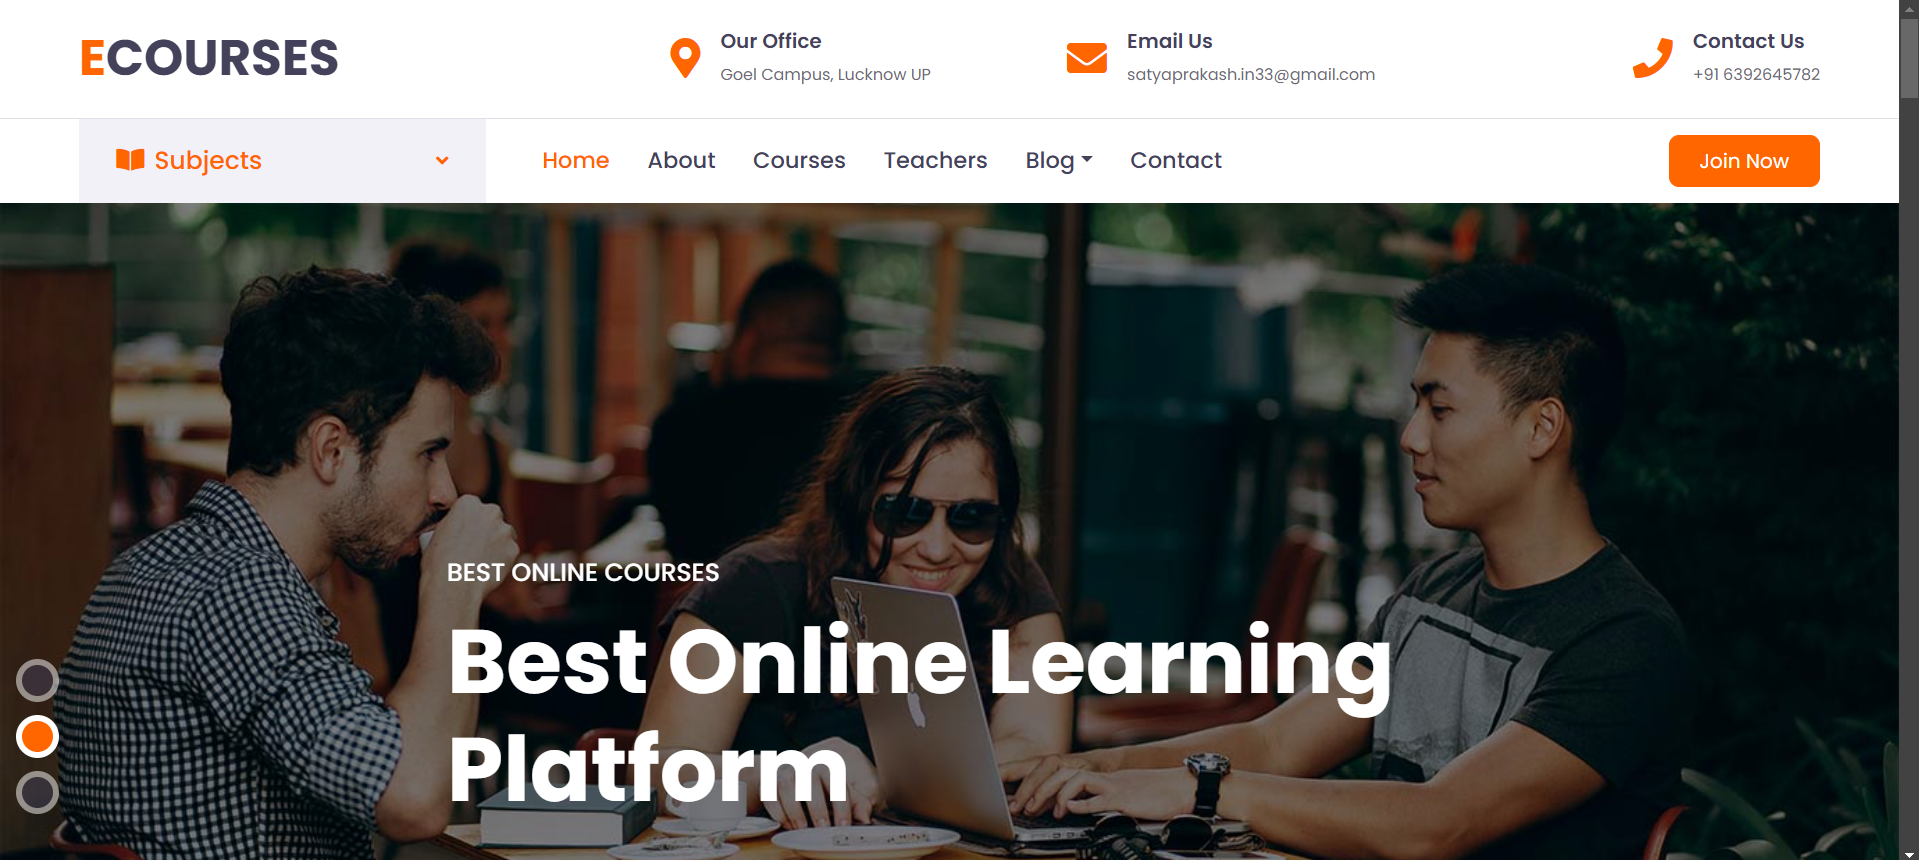 ECOURSES
Our Office
Goel Campus, Lucknow UP
Email Us
satyaprakash.in33@gmail.com
Contact Us
+91 6392645782
Subjects
Home About Courses Teachers Blog Contact
Join Now
BEST ONLINE COURSES
Best Online Learning
Platform